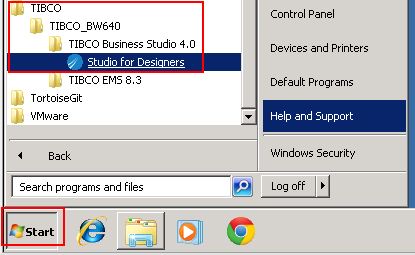 TIBCO
TIBCO_BW640
TIBCO Business Studio 4.0
Studio for Designers
TIBCO EMS 8.3
TortoiseGit
VMware
Back
Search programs and files
Control Panel
Devices and Printers
Default Programs
Help and Support
Windows Security
Log off
Start